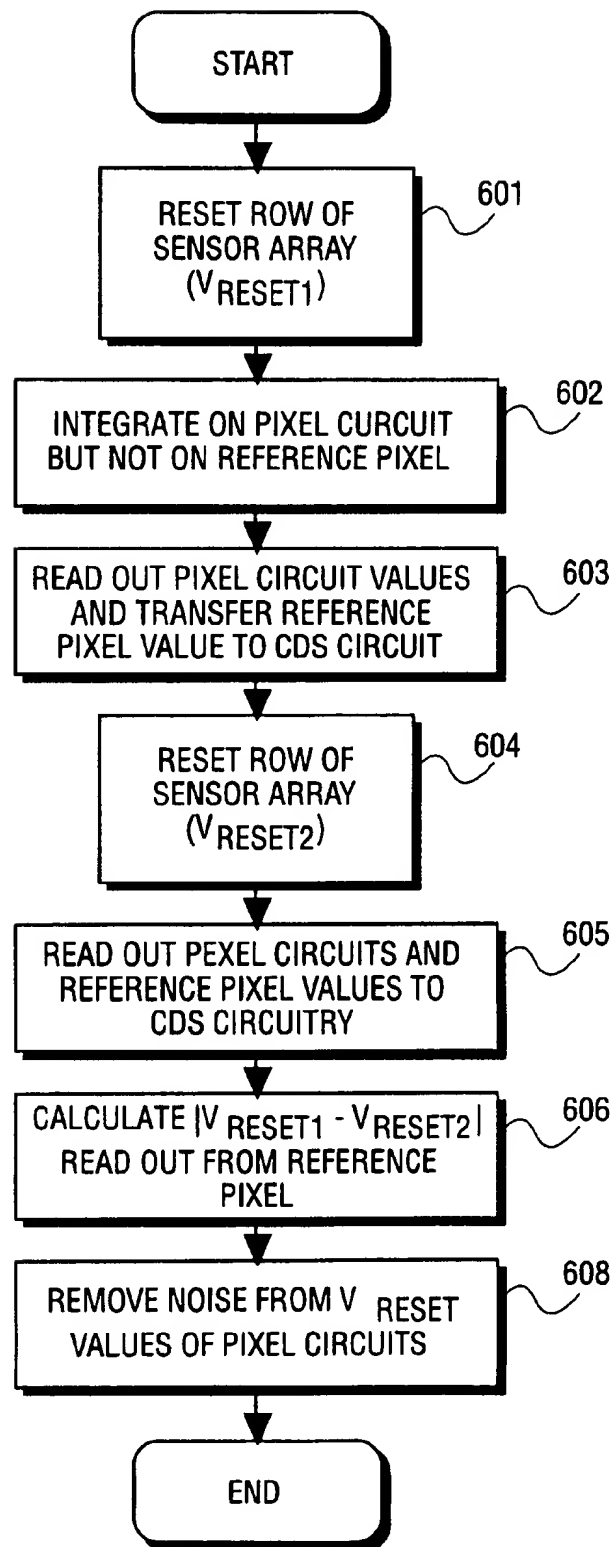 START
RESET ROW OF
SENSOR ARRAY
(VRESET1)
601
INTEGRATE ON PIXEL CURCUIT
BUT NOT ON REFERENCE PIXEL
602
READ OUT PIXEL CIRCUIT VALUES
AND TRANSFER REFERENCE
PIXEL VALUE TO CDS CIRCUIT
603
RESET ROW OF
SENSOR ARRAY
(VRESET2)
604
READ OUT PEXEL CIRCUITS AND
REFERENCE PIXEL VALUES TO
CDS CIRCUITRY
605
CALCULATE |VRESET1 - VRESET2|
READ OUT FROM REFERENCE
PIXEL
606
REMOVE NOISE FROM V RESET
VALUES OF PIXEL CIRCUITS
608
END